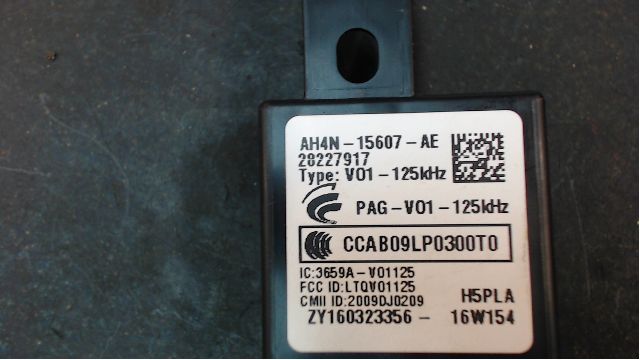 AH4N-15607-AE
28227917
Type: V01-125kHz
PAG-V01-125kHz
CCAB09LP0300T0
IC:3659A-V01125
FCC ID:LTQV01125
CMII ID:2009DJ0209
H5PLA
ZY160323356- 16W154